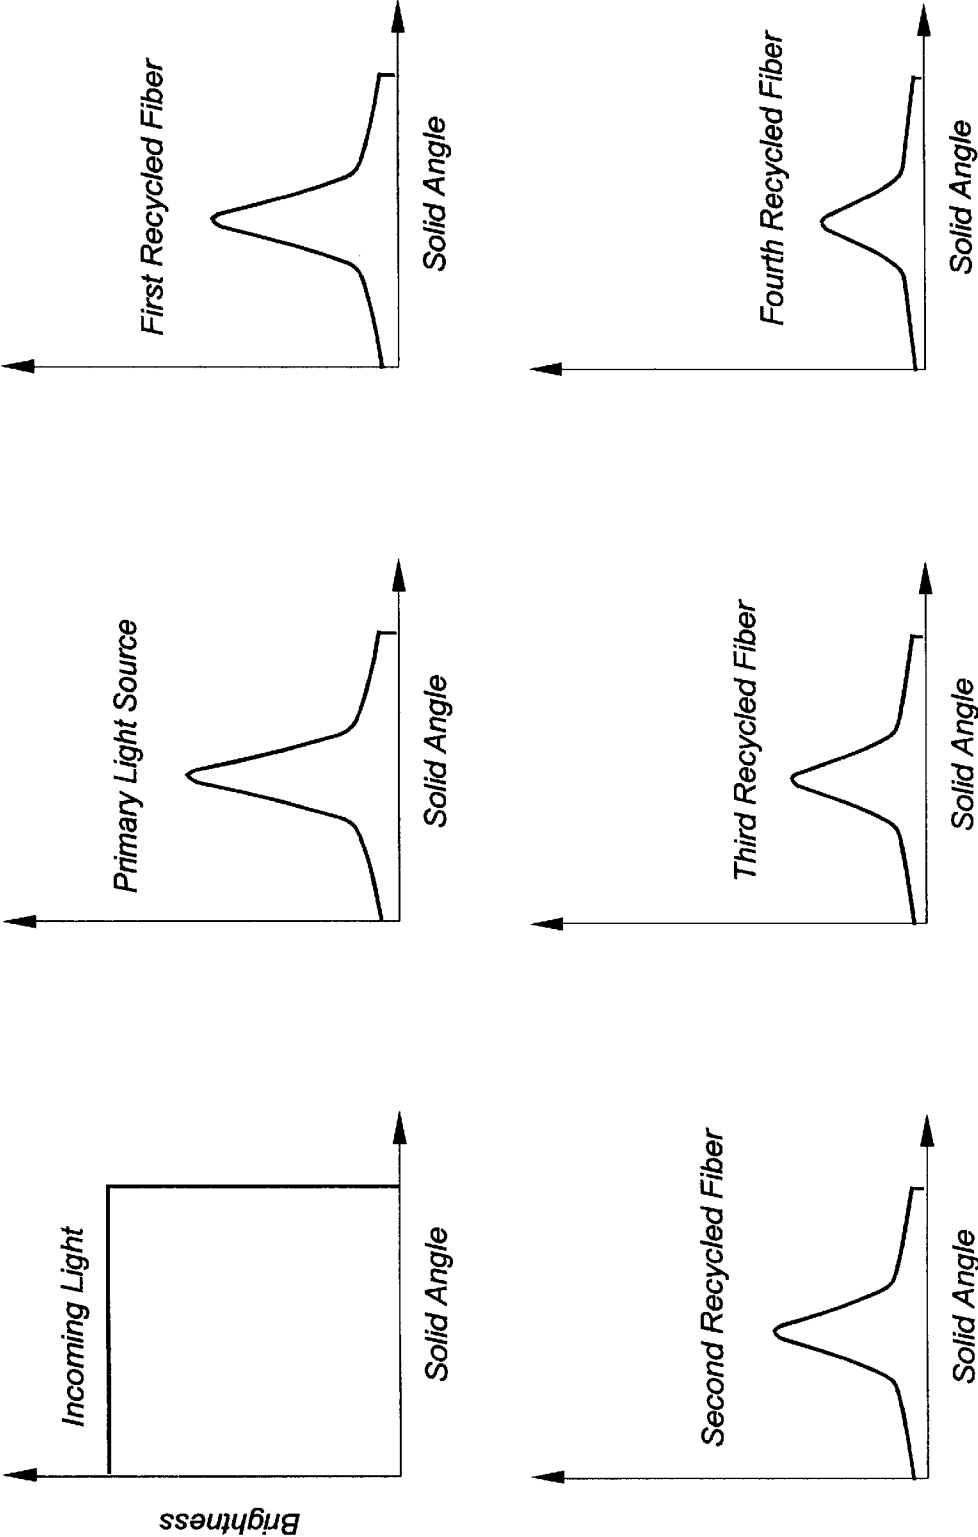 Brightness
Incoming Light
Solid Angle
Primary Light Source
Solid Angle
First Recycled Fiber
Solid Angle
Second Recycled Fiber
Solid Angle
Third Recycled Fiber
Solid Angle
Fourth Recycled Fiber
Solid Angle